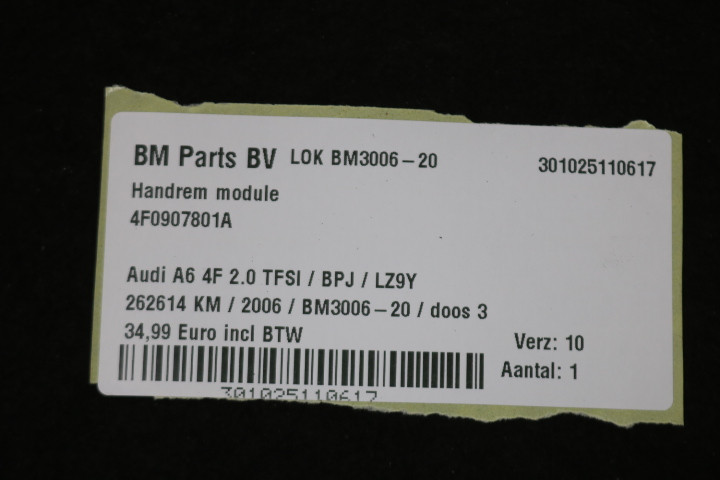 BM Parts BV LOK BM3006-20 301025110617
Handrem module
4F0907801A
Audi A6 4F 2.0 TFSI / BPJ / LZ9Y
262614 KM / 2006 / BM3006-20 / doos 3
34,99 Euro incl BTW Verz: 10
Aantal: 1
301025110617